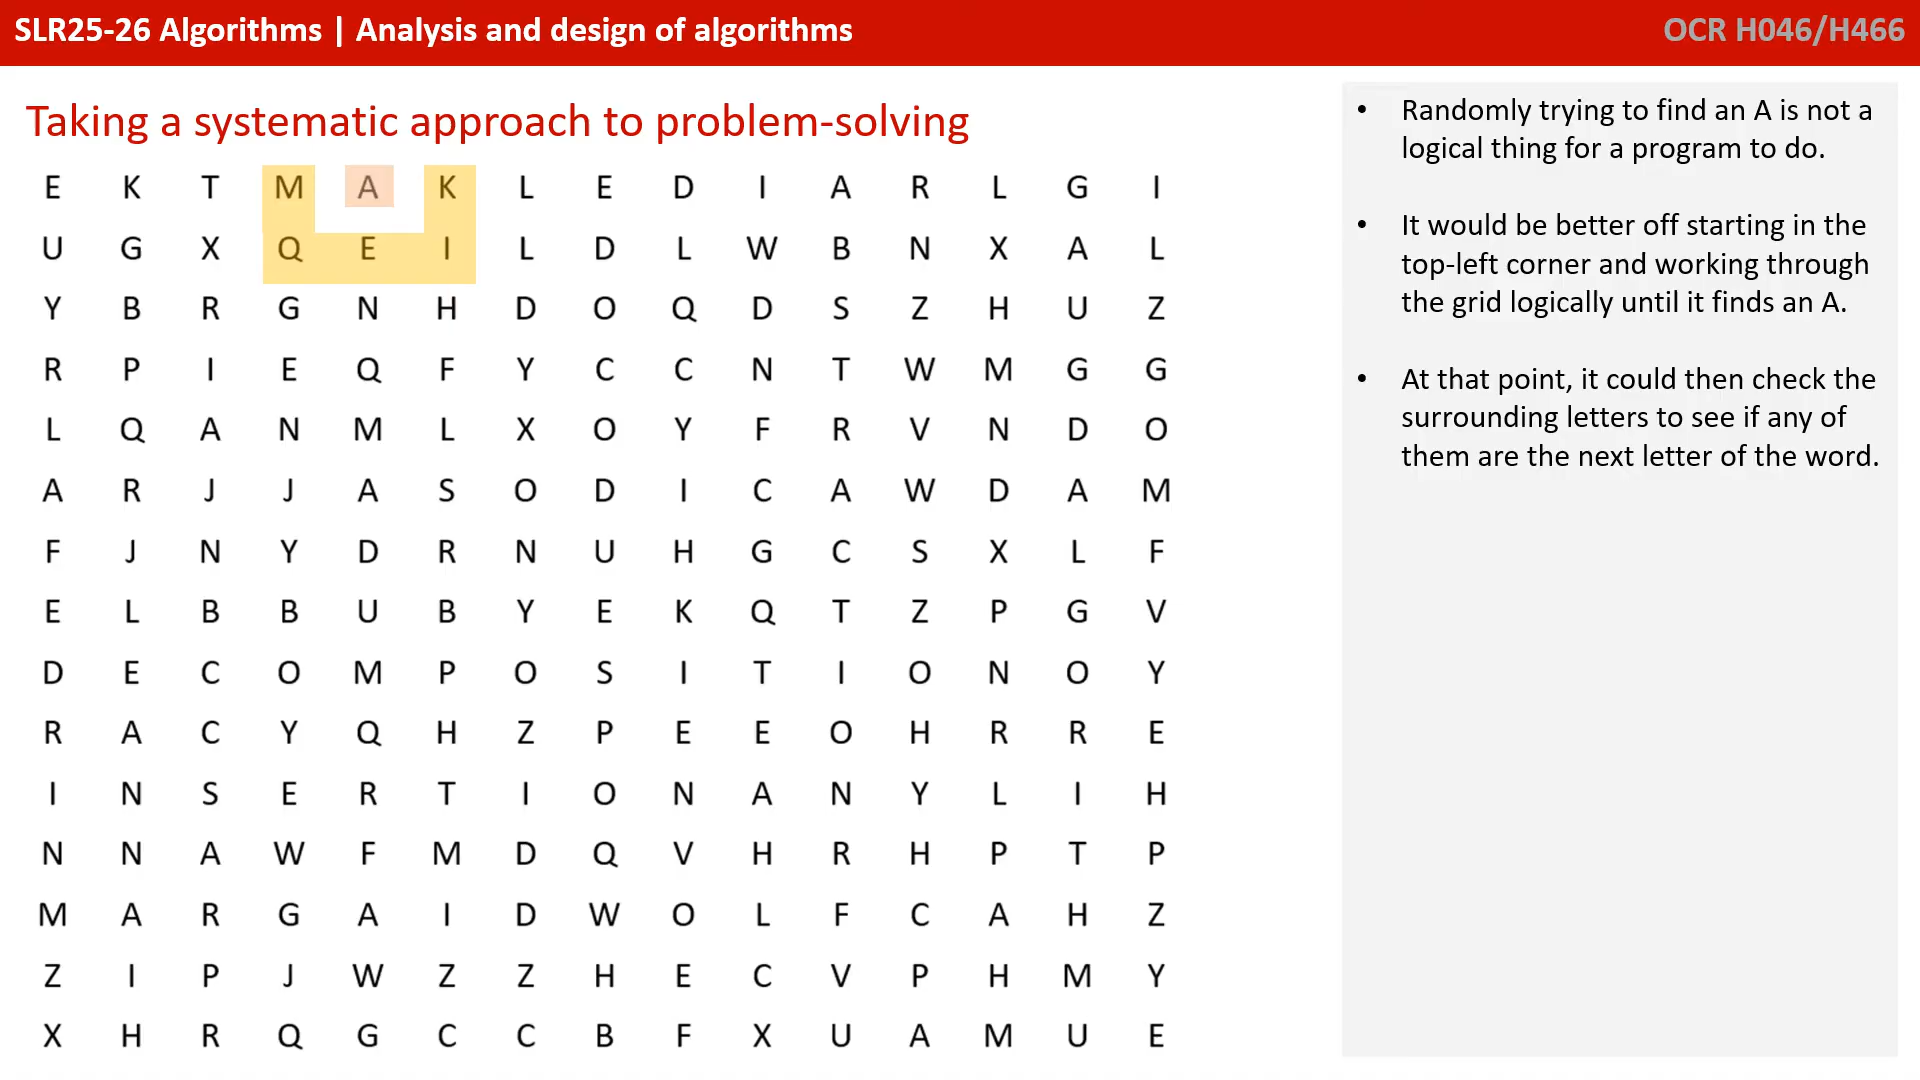 SLR25-26 Algorithms | Analysis and design of algorithms
OCR H046/H466
Taking a systematic approach to problem-solving
E K T M A K L E D I A R L G I
U G X Q E I L D L W B N X A L
Y B R G N H D O Q D S Z H U Z
R P I E Q F Y C C N T W M G G
L Q A N M L X O Y F R V N D O
A R J J A S O D I C A W D A M
F J N Y D R N U H G C S X L F
E L B B U B Y E K Q T Z P G V
D E C O M P O S I T I O N O Y
R A C Y Q H Z P E E O H R R E
I N S E R T I O N A N Y L I H
N N A W F M D Q V H R H P T P
M A R G A I D W O L F C A H Z
Z I P J W Z Z H E C V P H M Y
X H R Q G C C B F X U A M U E
• Randomly trying to find an A is not a
logical thing for a program to do.
• It would be better off starting in the
top-left corner and working through
the grid logically until it finds an A.
• At that point, it could then check the
surrounding letters to see if any of
them are the next letter of the word.